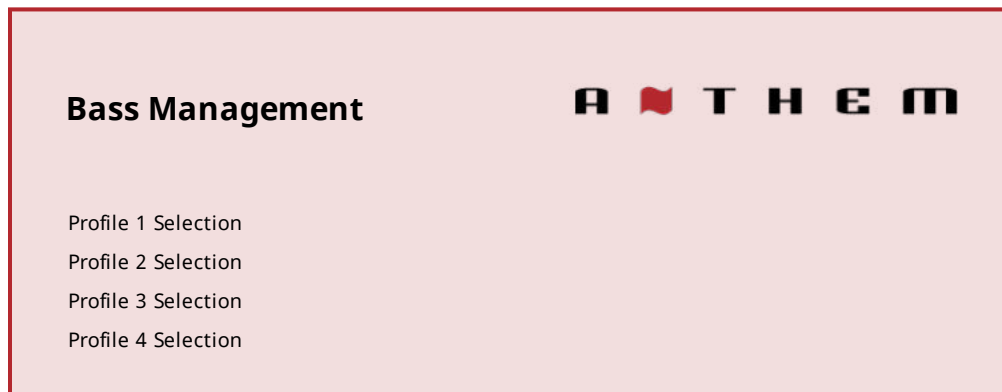 Bass Management
ANTHEM
Profile 1 Selection
Profile 2 Selection
Profile 3 Selection
Profile 4 Selection